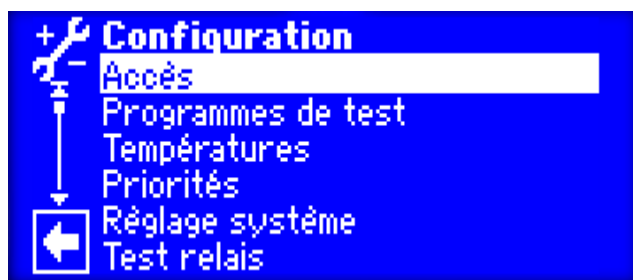 Configuration
Accès
Programmes de test
Températures
Priorités
Réglage système
Test relais